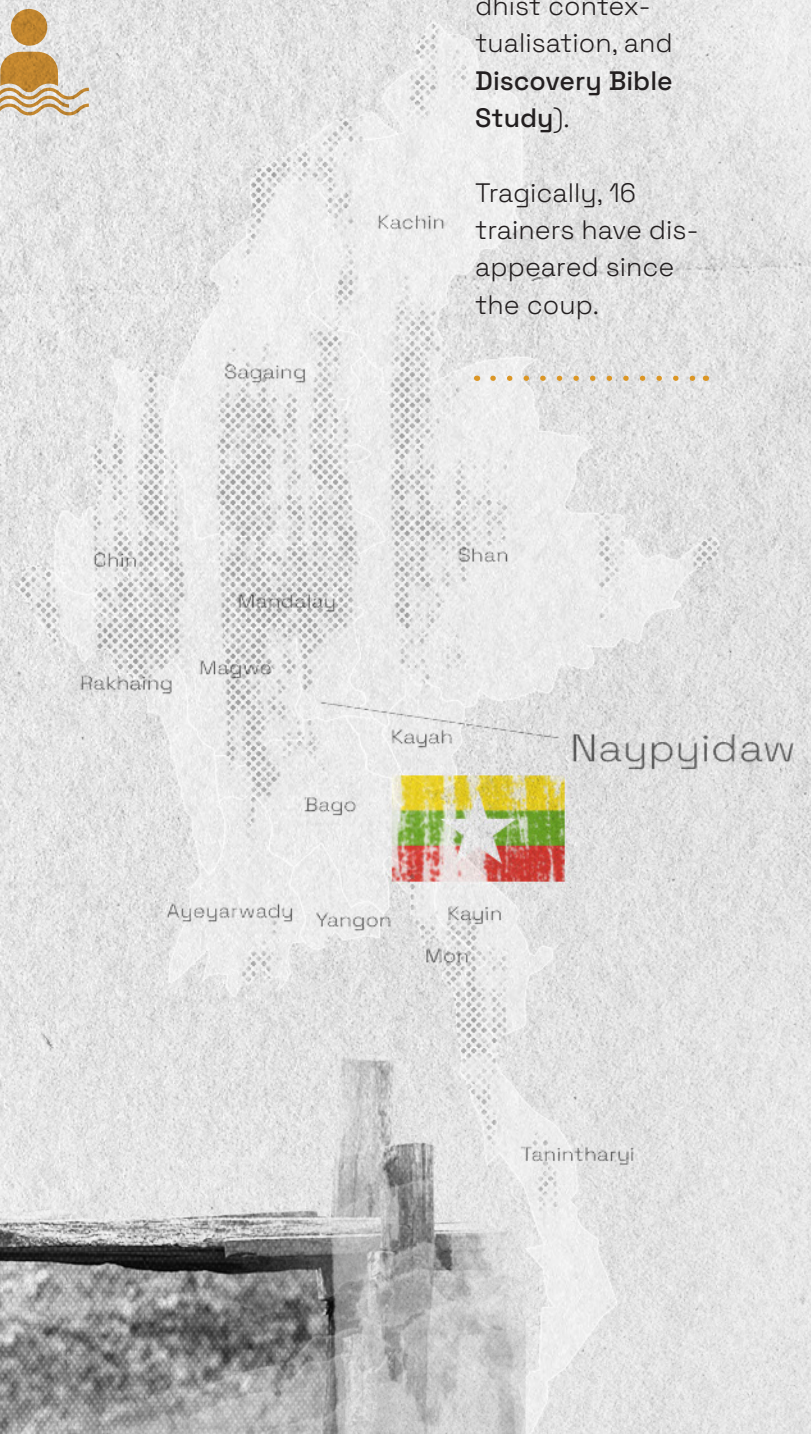 dhist contex-
tualisation, and
Discovery Bible
Study).
Tragically, 16
trainers have dis-
appeared since
the coup.
Kachin
Sagaing
Chin
Shan
Mandalay
Magwe
Rakhaing
Kayah
Naypyidaw
Bago
Ayeyarwady
Yangon
Kayin
Mon
Tanintharyi